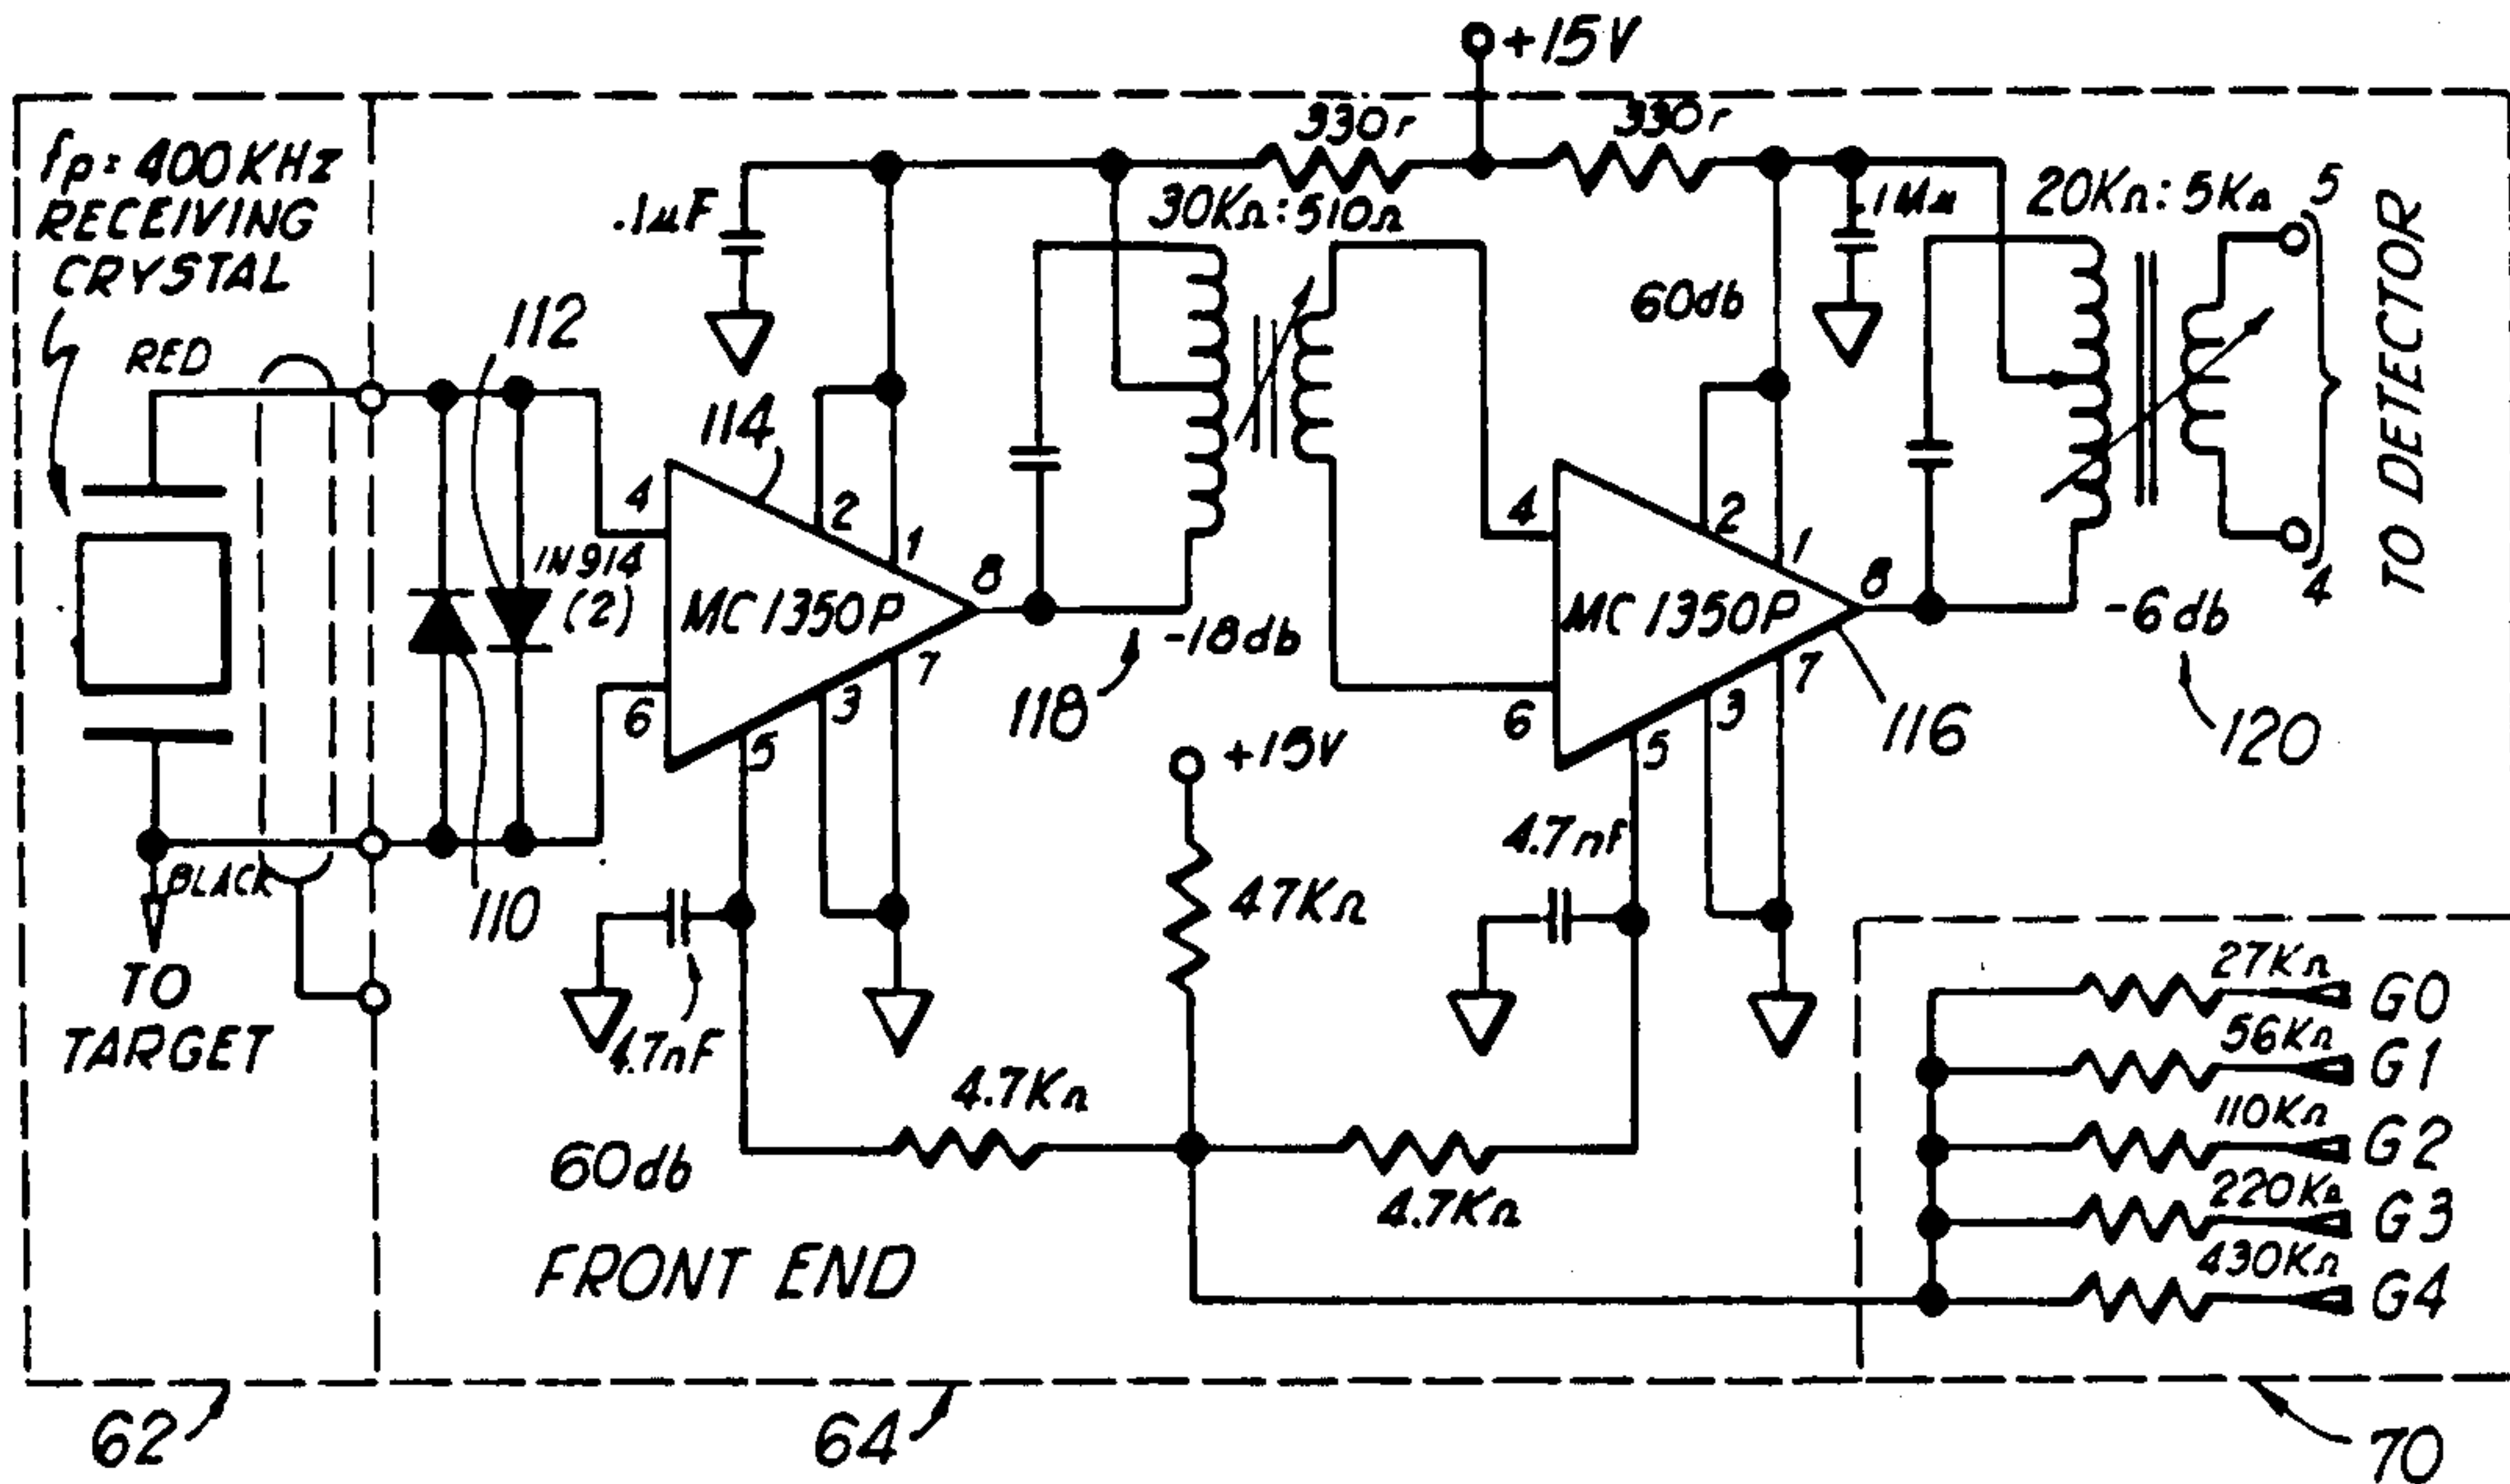 +15V
fp= 400KHz
RECEIVING
CRYSTAL
330r
330r
.1µF
30KΩ:510Ω
20KΩ:5KΩ
5
TO DETECTOR
112
RED
60db
114
4
2
1
8
4
2
1
8
4
1N914
(2)
MC1350P
MC1350P
-18db
-6db
6
5
3
7
118
6
5
3
7
116
120
+15V
BLACK
110
47KΩ
4.7nF
TO
TARGET
4.7nF
27KΩ
G0
56KΩ
G1
4.7KΩ
110KΩ
G2
60db
4.7KΩ
220KΩ
G3
FRONT END
430KΩ
G4
62
64
70